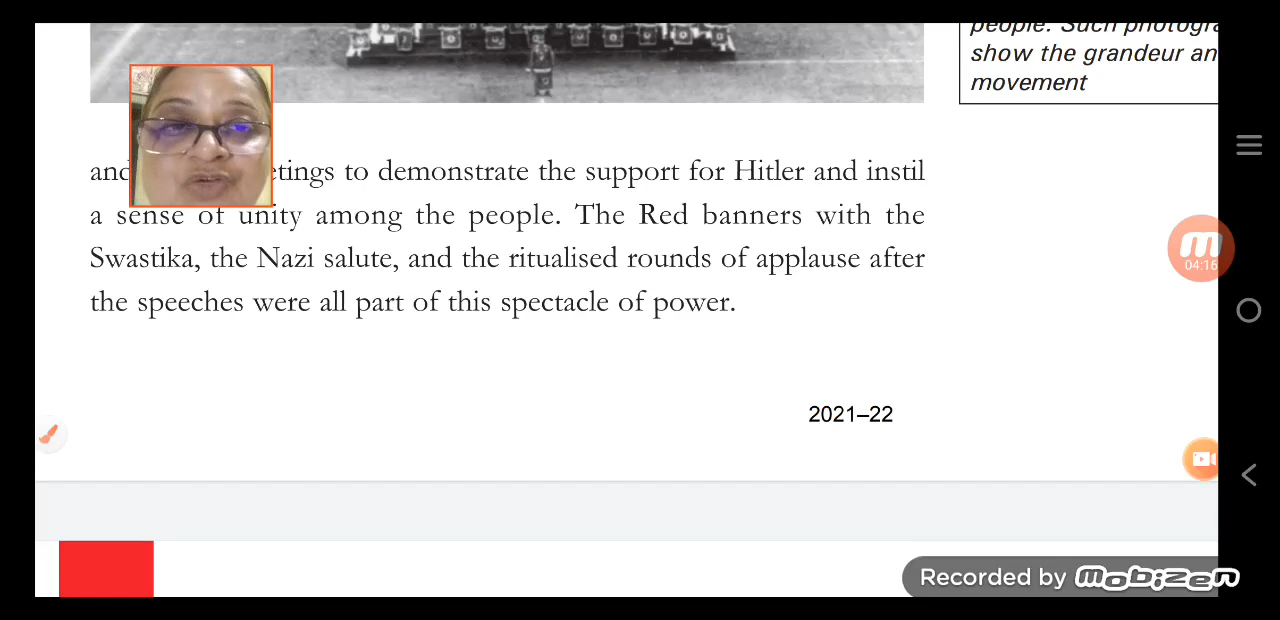 people. Such photogra
show the grandeur an
movement
and etings to demonstrate the support for Hitler and instil
a sense of unity among the people. The Red banners with the
Swastika, the Nazi salute, and the ritualised rounds of applause after
the speeches were all part of this spectacle of power.
2021–22
04:16
Recorded by mobizen